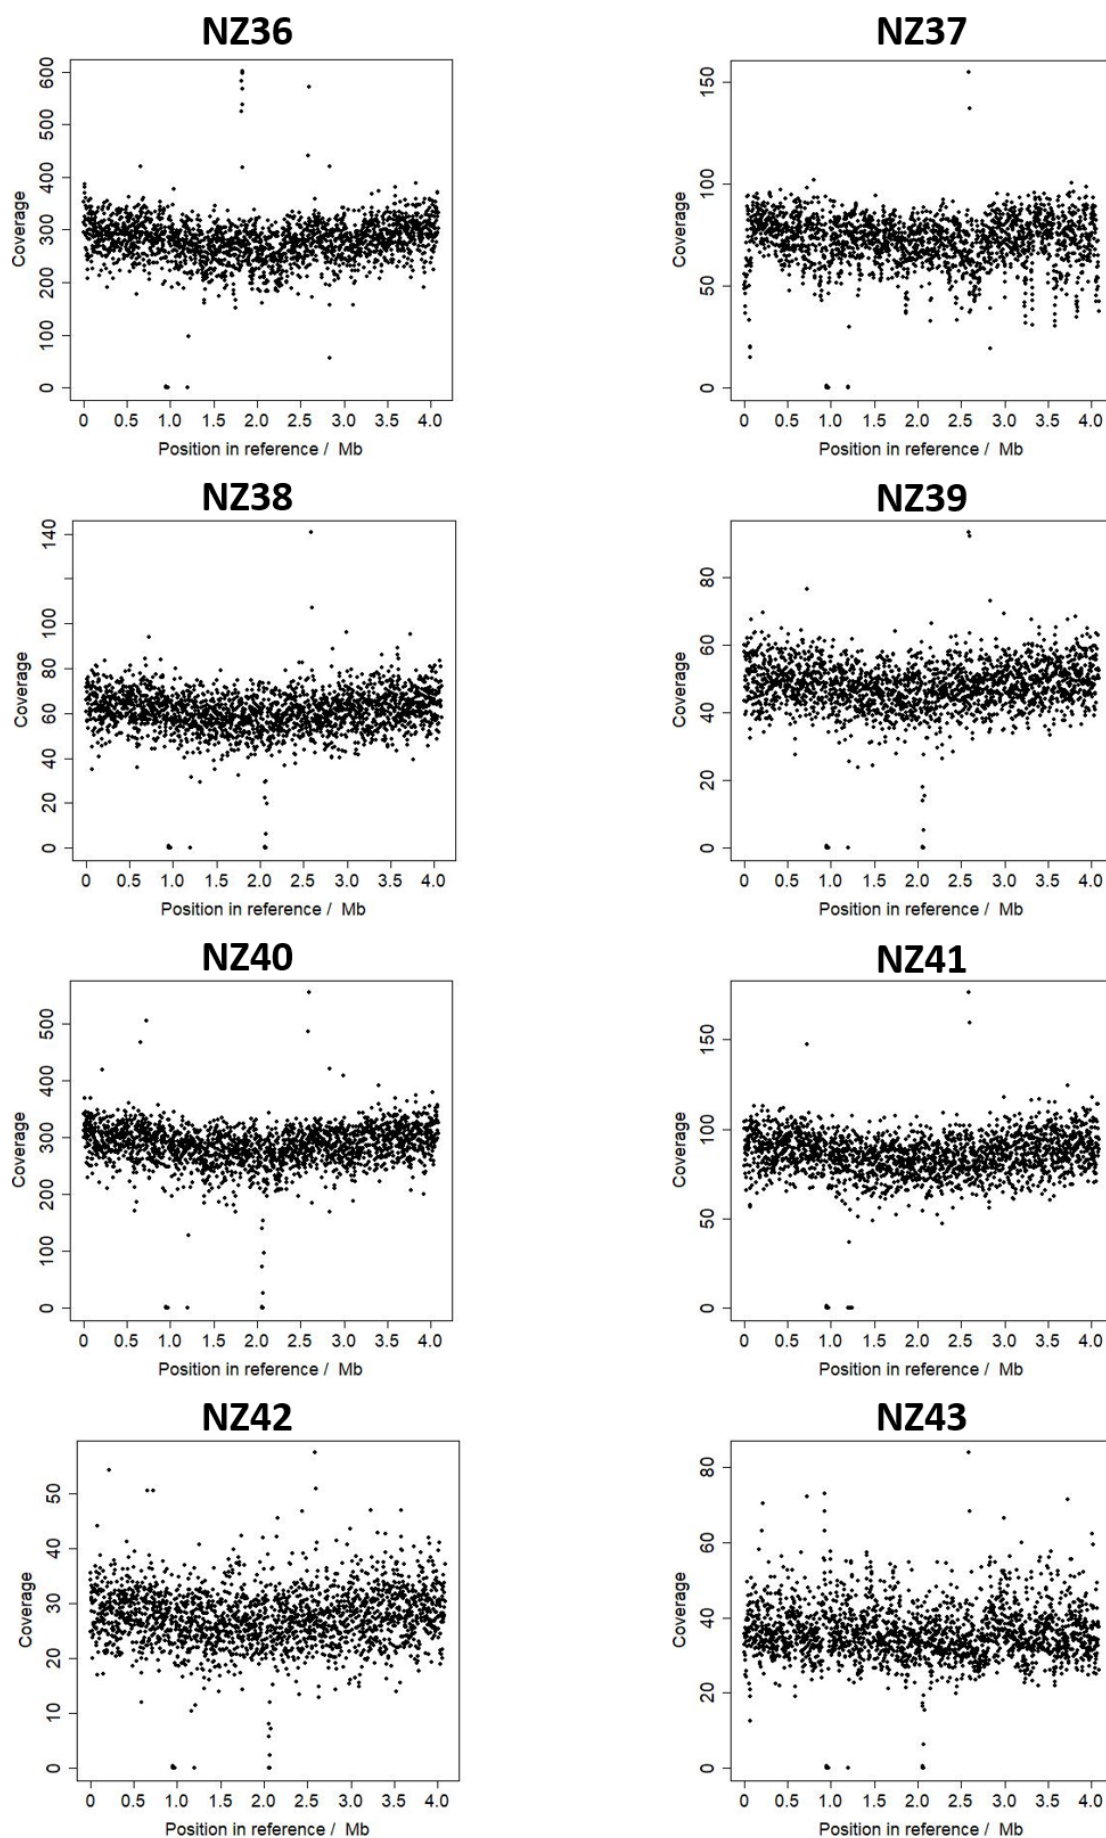 NZ36
NZ37
Coverage
0 100 200 300 400 500 600
0 0.5 1.0 1.5 2.0 2.5 3.0 3.5 4.0
Position in reference / Mb
Coverage
0 50 100 150
0 0.5 1.0 1.5 2.0 2.5 3.0 3.5 4.0
Position in reference / Mb
NZ38
NZ39
Coverage
0 20 40 60 80 100 140
0 0.5 1.0 1.5 2.0 2.5 3.0 3.5 4.0
Position in reference / Mb
Coverage
0 20 40 60 80
0 0.5 1.0 1.5 2.0 2.5 3.0 3.5 4.0
Position in reference / Mb
NZ40
NZ41
Coverage
0 100 200 300 400 500
0 0.5 1.0 1.5 2.0 2.5 3.0 3.5 4.0
Position in reference / Mb
Coverage
0 50 100 150
0 0.5 1.0 1.5 2.0 2.5 3.0 3.5 4.0
Position in reference / Mb
NZ42
NZ43
Coverage
0 10 20 30 40 50
0 0.5 1.0 1.5 2.0 2.5 3.0 3.5 4.0
Position in reference / Mb
Coverage
0 20 40 60 80
0 0.5 1.0 1.5 2.0 2.5 3.0 3.5 4.0
Position in reference / Mb